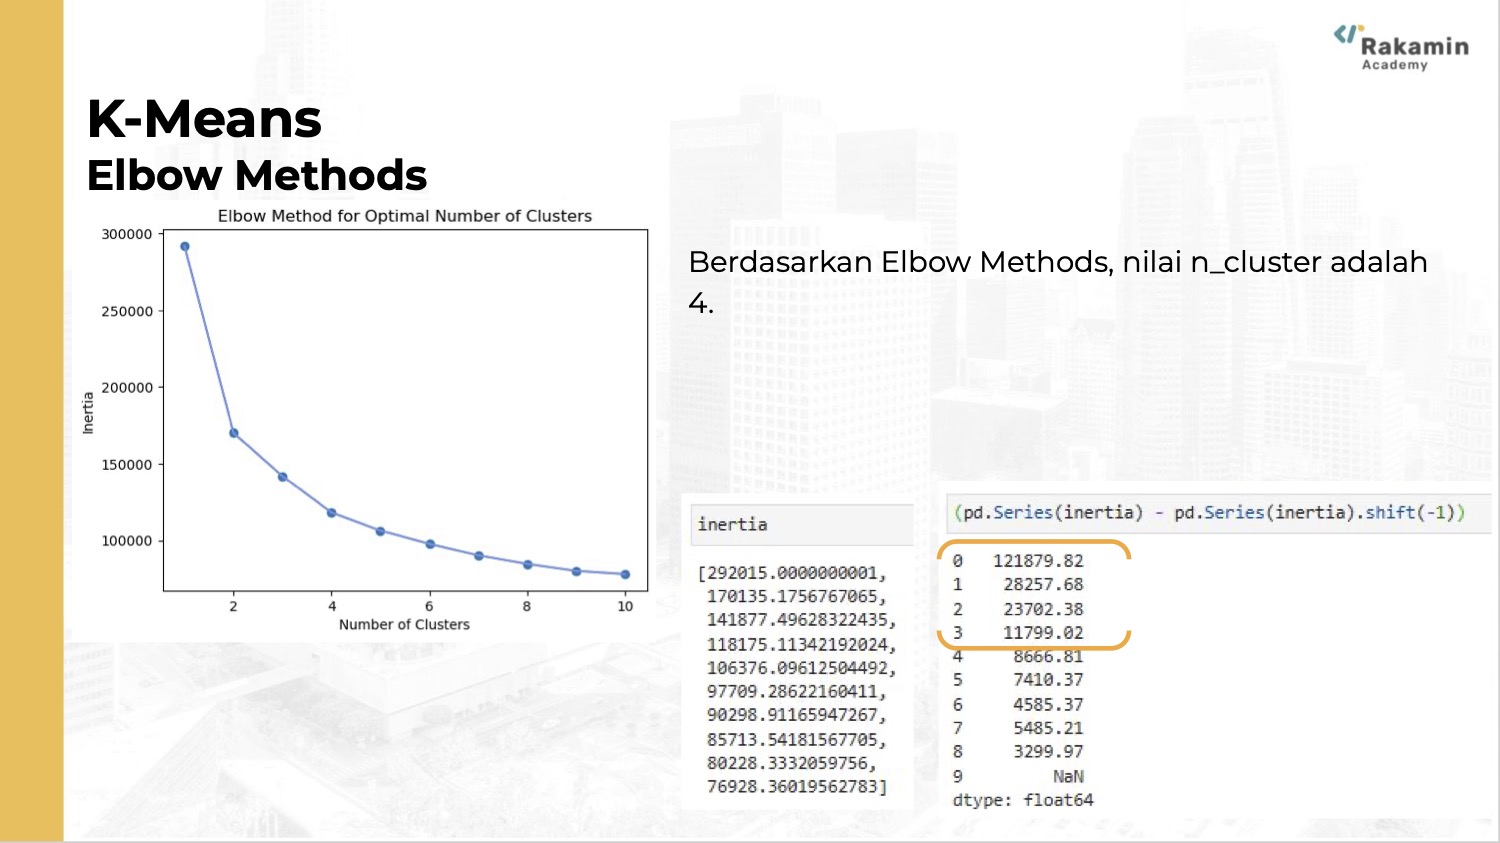 Rakamin
Academy
K-Means
Elbow Methods
Elbow Method for Optimal Number of Clusters
300000
250000
200000
150000
100000
Inertia
2 4 6 8 10
Number of Clusters
Berdasarkan Elbow Methods, nilai n_cluster adalah
4.
inertia
[292015.0000000001,
170135.1756767065,
141877.49628322435,
118175.11342192024,
106376.09612504492,
97709.28622160411,
90298.91165947267,
85713.54181567705,
80228.3332059756,
76928.36019562783]
(pd.Series(inertia) - pd.Series(inertia).shift(-1))
0 121879.82
1 28257.68
2 23702.38
3 11799.02
4 8666.81
5 7410.37
6 4585.37
7 5485.21
8 3299.97
9 NaN
dtype: float64